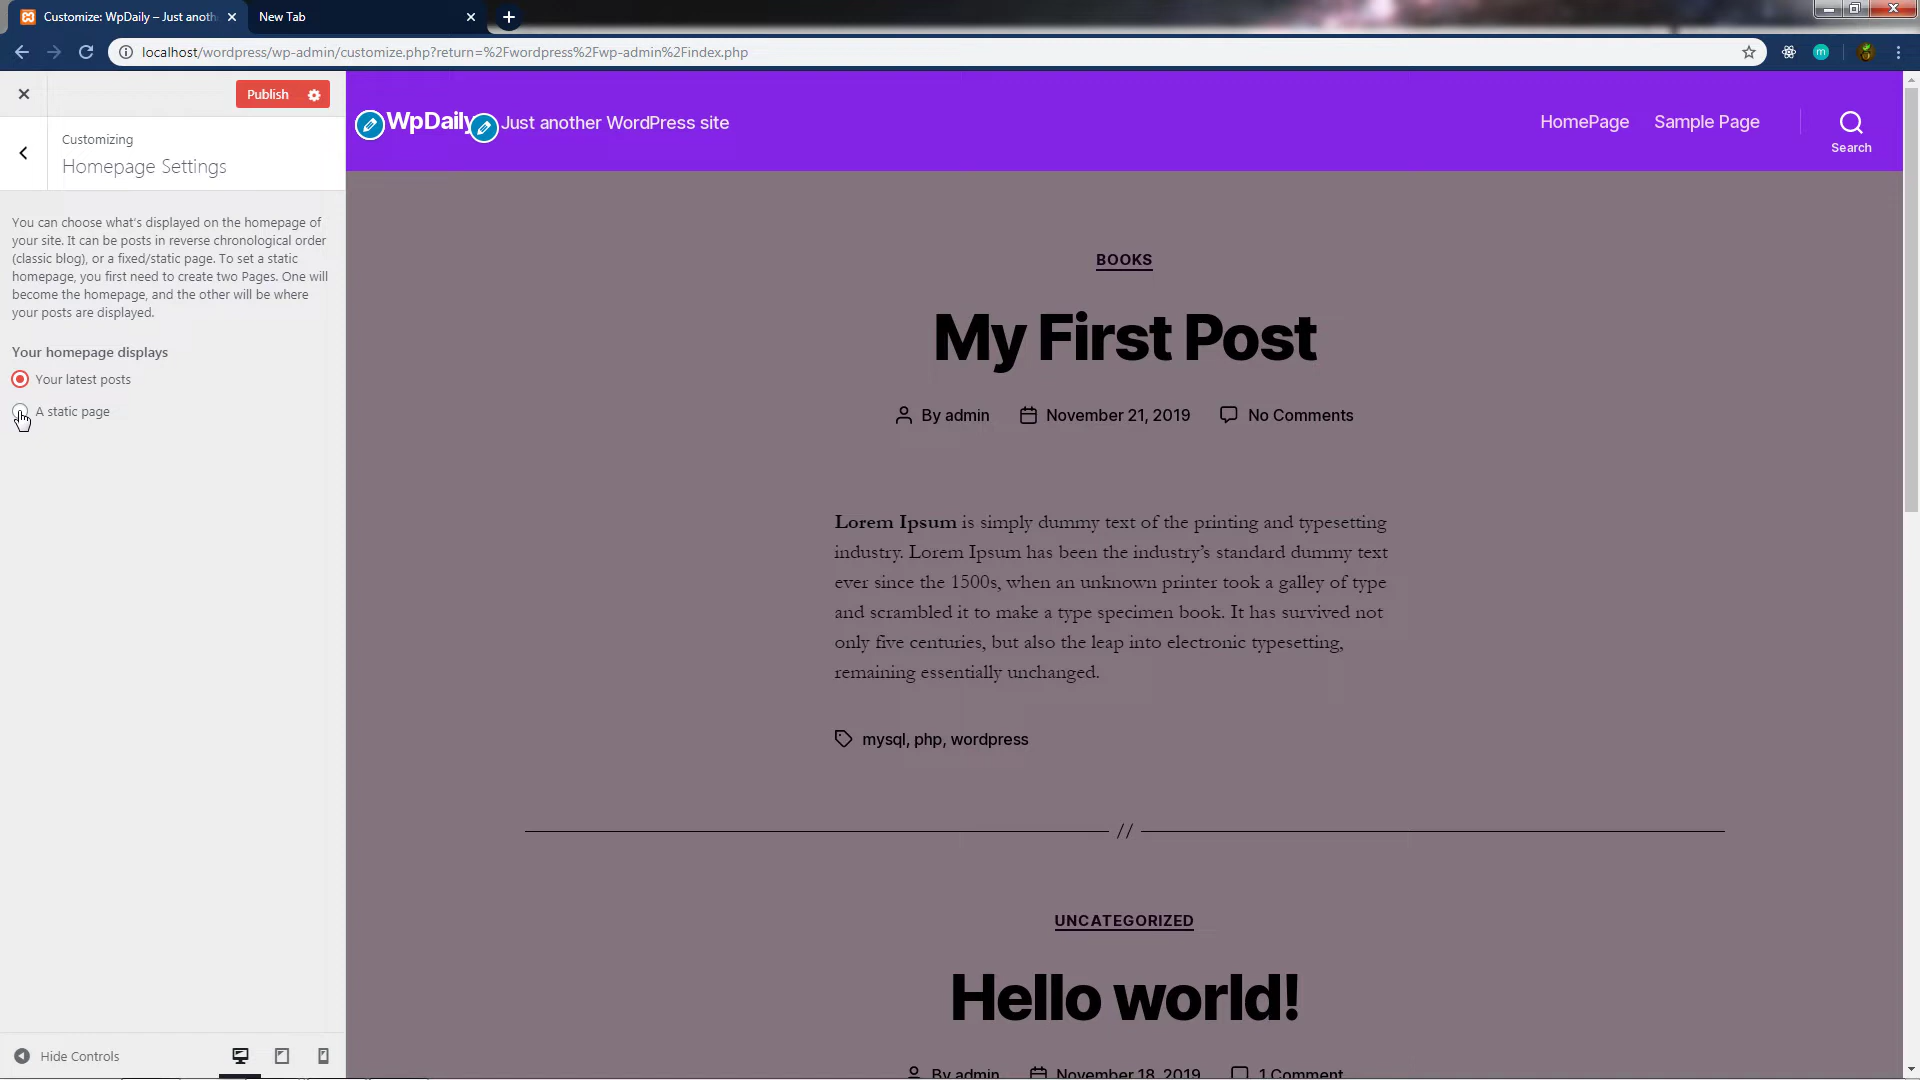 Customize: WpDaily – Just anoth
New Tab
localhost/wordpress/wp-admin/customize.php?return=%2Fwordpress%2Fwp-admin%2Findex.php
m
Publish
Customizing
Homepage Settings
You can choose what's displayed on the homepage of
your site. It can be posts in reverse chronological order
(classic blog), or a fixed/static page. To set a static
homepage, you first need to create two Pages. One will
become the homepage, and the other will be where
your posts are displayed.
Your homepage displays
Your latest posts
A static page
Hide Controls
WpDaily
Just another WordPress site
HomePage
Sample Page
Search
BOOKS
My First Post
By admin
November 21, 2019
No Comments
Lorem Ipsum is simply dummy text of the printing and typesetting
industry. Lorem Ipsum has been the industry’s standard dummy text
ever since the 1500s, when an unknown printer took a galley of type
and scrambled it to make a type specimen book. It has survived not
only five centuries, but also the leap into electronic typesetting,
remaining essentially unchanged.
mysql, php, wordpress
//
UNCATEGORIZED
Hello world!
By admin
November 18, 2019
1 Comment